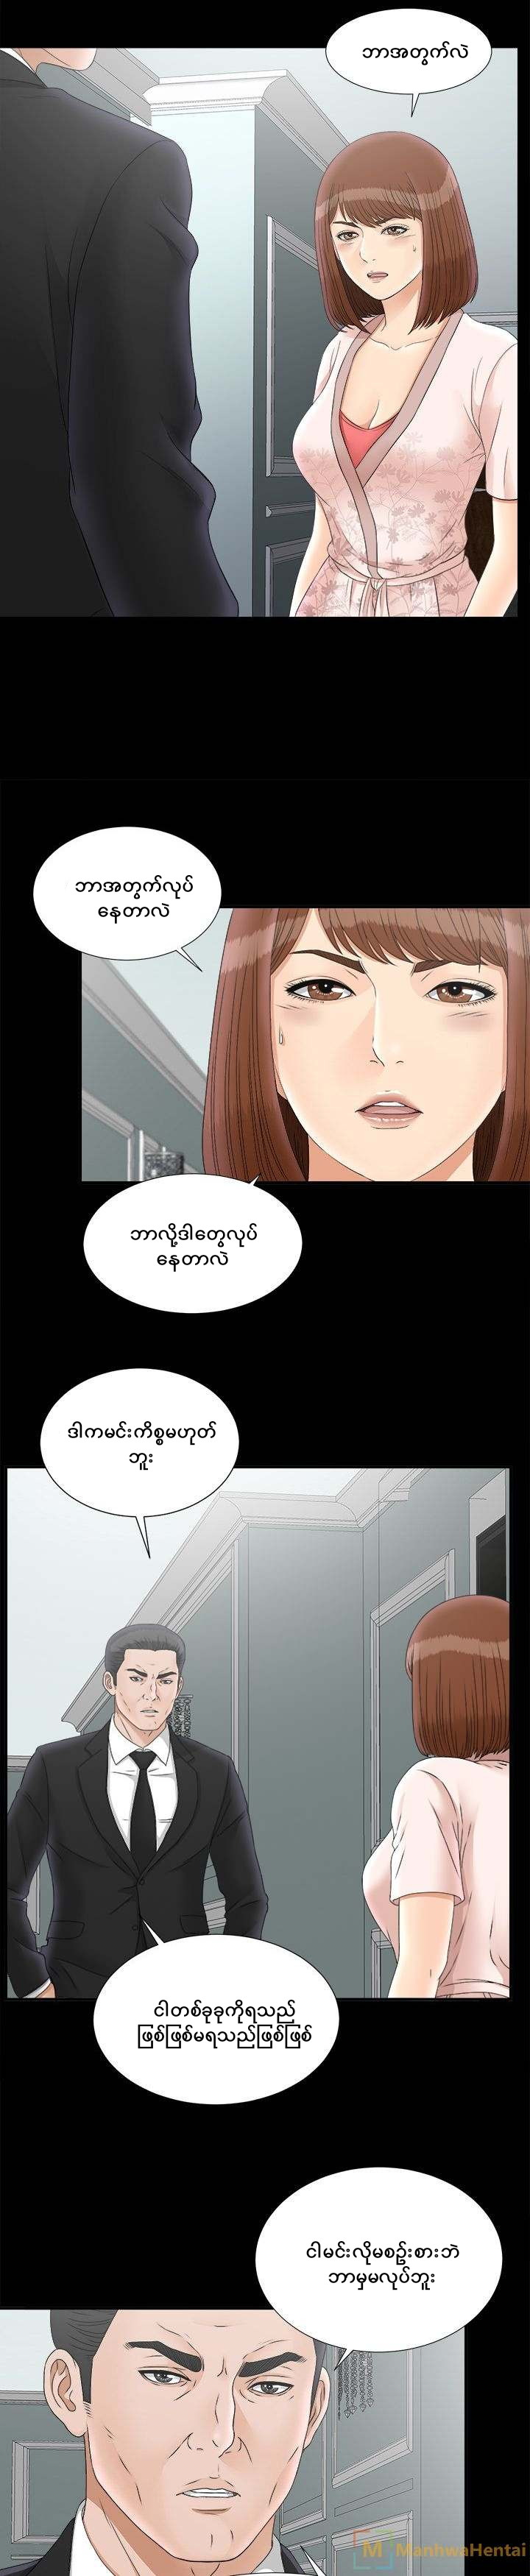 ဘာအတွက်လဲ
ဘာအတွက်လုပ်
နေတာလဲ
ဘာလို့ဒါတွေလုပ်
နေတာလဲ
ဒါကမင်းကိစ္စမဟုတ်
ဘူး
ငါတစ်ခုခုကိုရသည်
ဖြစ်ဖြစ်မရသည်ဖြစ်ဖြစ်
ငါမင်းလိုမစဥ်းစားဘဲ
ဘာမှမလုပ်ဘူး
M ManhwaHentai